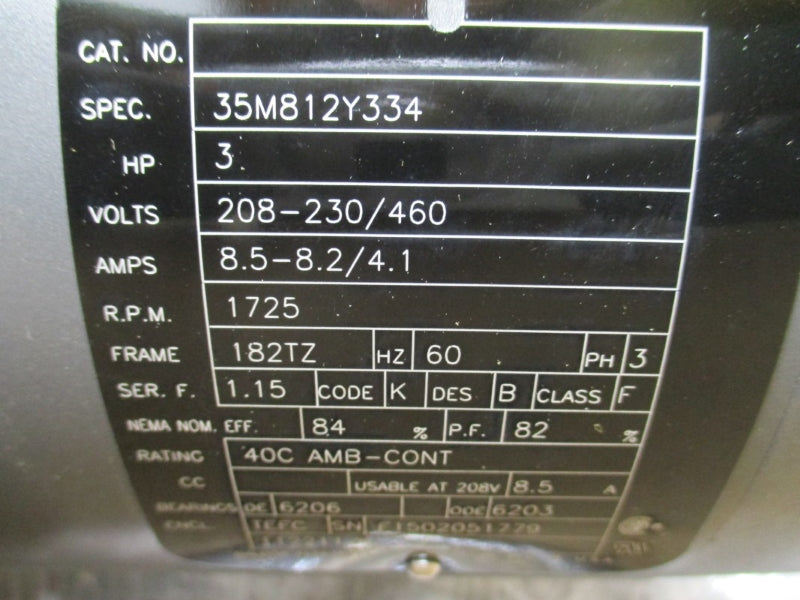 CAT. NO.
SPEC. 35M812Y334
HP 3
VOLTS 208-230/460
AMPS 8.5-8.2/4.1
R.P.M. 1725
FRAME 182TZ HZ 60 PH 3
SER. F. 1.15 CODE K DES B CLASS F
NEMA NOM. EFF. 84 % P.F. 82 %
RATING 40C AMB-CONT
CC USABLE AT 208V 8.5 A
BEARINGS DE 6206 ODE 6203
ENCL TEFC SN F1502051279